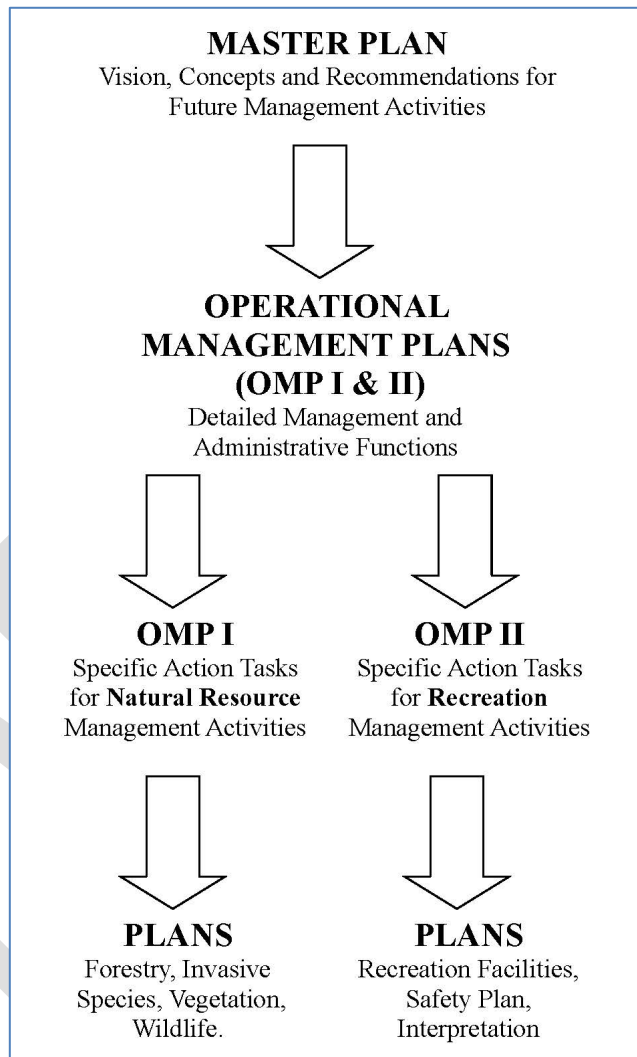 MASTER PLAN
Vision, Concepts and Recommendations for
Future Management Activities
OPERATIONAL
MANAGEMENT PLANS
(OMP I & II)
Detailed Management and
Administrative Functions
OMP I
Specific Action Tasks
for Natural Resource
Management Activities
OMP II
Specific Action Tasks
for Recreation
Management Activities
PLANS
Forestry, Invasive
Species, Vegetation,
Wildlife.
PLANS
Recreation Facilities,
Safety Plan,
Interpretation